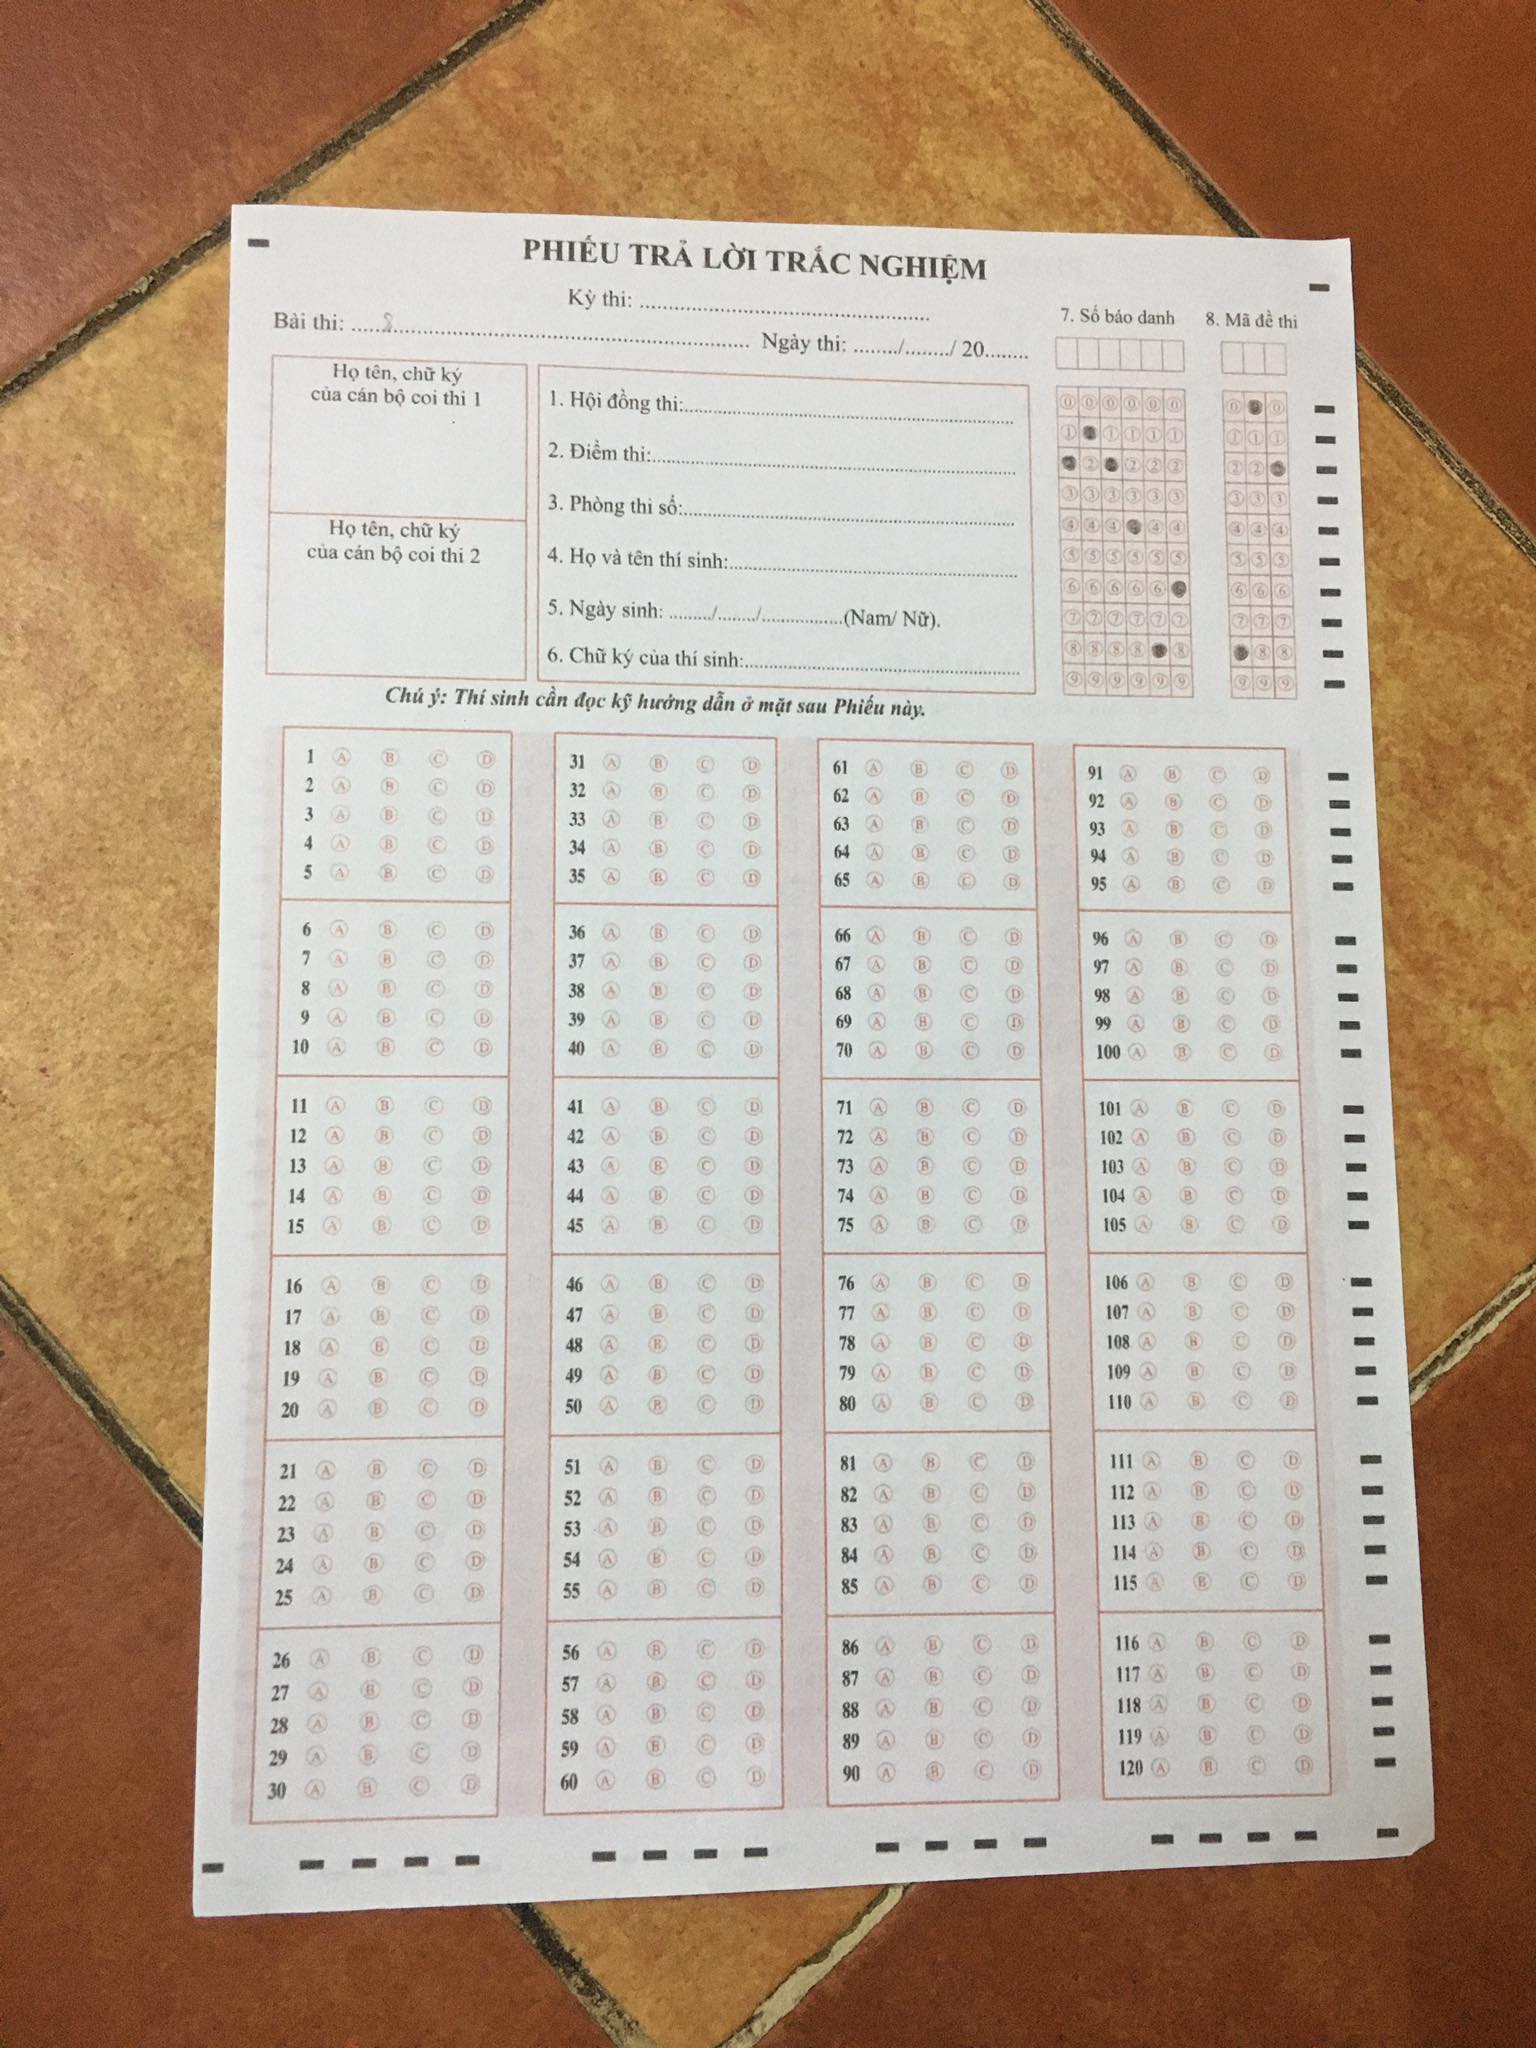 PHIẾU TRẢ LỜI TRẮC NGHIỆM
Kỳ thi: ................................................
Bài thi: .....8.......................................................... Ngày thi: ......../......../ 20........
7. Số báo danh 8. Mã đề thi
Họ tên, chữ ký
của cán bộ coi thi 1
Họ tên, chữ ký
của cán bộ coi thi 2
1. Hội đồng thi:
2. Điểm thi:
3. Phòng thi số:
4. Họ và tên thí sinh:
5. Ngày sinh: ......../......../................(Nam/ Nữ).
6. Chữ ký của thí sinh:
0 0 0 0 0 0 0 0
1 1 1 1 1 1 1 1
2 2 2 2 2 2
3 3 3 3 3 3 3 3 3
4 4 4 4 4 4 4 4
5 5 5 5 5 5 5 5 5
6 6 6 6 6 6 6 6
7 7 7 7 7 7 7 7 7
8 8 8 8 8 8 8
9 9 9 9 9 9 9 9 9
Chú ý: Thí sinh cần đọc kỹ hướng dẫn ở mặt sau Phiếu này.
1 A B C D 31 A B C D 61 A B C D 91 A B C D
2 A B C D 32 A B C D 62 A B C D 92 A B C D
3 A B C D 33 A B C D 63 A B C D 93 A B C D
4 A B C D 34 A B C D 64 A B C D 94 A B C D
5 A B C D 35 A B C D 65 A B C D 95 A B C D
6 A B C D 36 A B C D 66 A B C D 96 A B C D
7 A B C D 37 A B C D 67 A B C D 97 A B C D
8 A B C D 38 A B C D 68 A B C D 98 A B C D
9 A B C D 39 A B C D 69 A B C D 99 A B C D
10 A B C D 40 A B C D 70 A B C D 100 A B C D
11 A B C D 41 A B C D 71 A B C D 101 A B C D
12 A B C D 42 A B C D 72 A B C D 102 A B C D
13 A B C D 43 A B C D 73 A B C D 103 A B C D
14 A B C D 44 A B C D 74 A B C D 104 A B C D
15 A B C D 45 A B C D 75 A B C D 105 A B C D
16 A B C D 46 A B C D 76 A B C D 106 A B C D
17 A B C D 47 A B C D 77 A B C D 107 A B C D
18 A B C D 48 A B C D 78 A B C D 108 A B C D
19 A B C D 49 A B C D 79 A B C D 109 A B C D
20 A B C D 50 A B C D 80 A B C D 110 A B C D
21 A B C D 51 A B C D 81 A B C D 111 A B C D
22 A B C D 52 A B C D 82 A B C D 112 A B C D
23 A B C D 53 A B C D 83 A B C D 113 A B C D
24 A B C D 54 A B C D 84 A B C D 114 A B C D
25 A B C D 55 A B C D 85 A B C D 115 A B C D
26 A B C D 56 A B C D 86 A B C D 116 A B C D
27 A B C D 57 A B C D 87 A B C D 117 A B C D
28 A B C D 58 A B C D 88 A B C D 118 A B C D
29 A B C D 59 A B C D 89 A B C D 119 A B C D
30 A B C D 60 A B C D 90 A B C D 120 A B C D